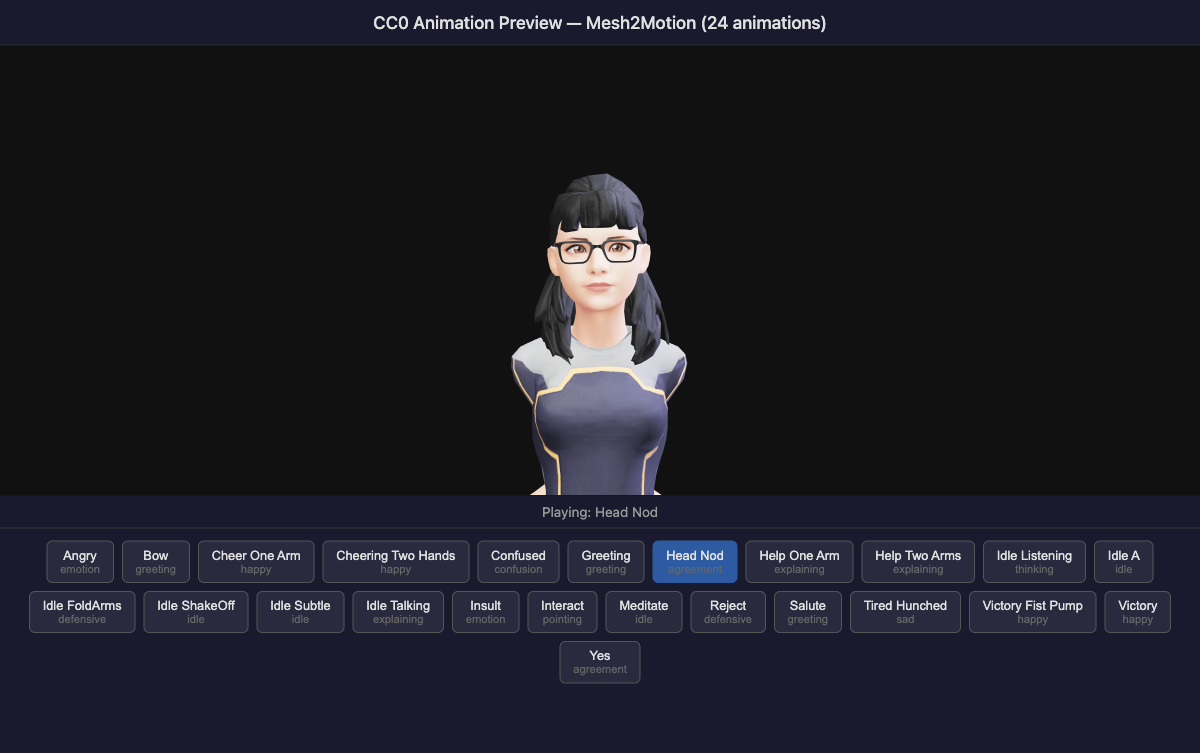 CC0 Animation Preview — Mesh2Motion (24 animations)
Playing: Head Nod
Angry
emotion
Bow
greeting
Cheer One Arm
happy
Cheering Two Hands
happy
Confused
confusion
Greeting
greeting
Head Nod
agreement
Help One Arm
explaining
Help Two Arms
explaining
Idle Listening
thinking
Idle A
idle
Idle FoldArms
defensive
Idle ShakeOff
idle
Idle Subtle
idle
Idle Talking
explaining
Insult
emotion
Interact
pointing
Meditate
idle
Reject
defensive
Salute
greeting
Tired Hunched
sad
Victory Fist Pump
happy
Victory
happy
Yes
agreement